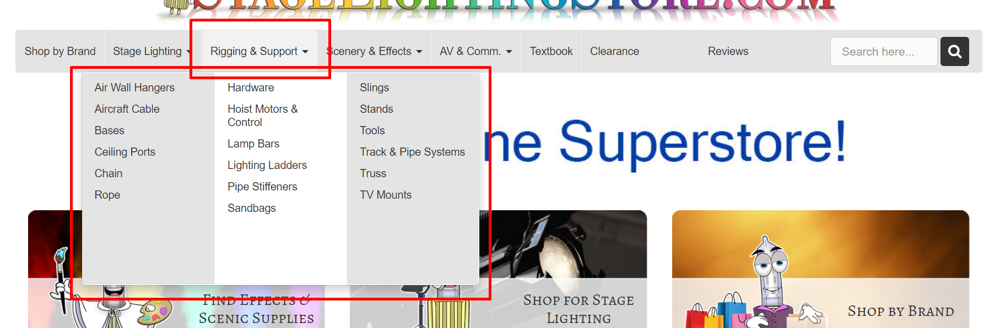 STAGELIGHTINGSTORE.COM
Shop by Brand Stage Lighting Rigging & Support Scenery & Effects AV & Comm. Textbook Clearance Reviews Search here...
Air Wall Hangers
Aircraft Cable
Bases
Ceiling Ports
Chain
Rope
Hardware
Hoist Motors &
Control
Lamp Bars
Lighting Ladders
Pipe Stiffeners
Sandbags
Slings
Stands
Tools
Track & Pipe Systems
Truss
TV Mounts
ne Superstore!
Find Effects &
Scenic Supplies
Shop for Stage
Lighting
Shop by Brand